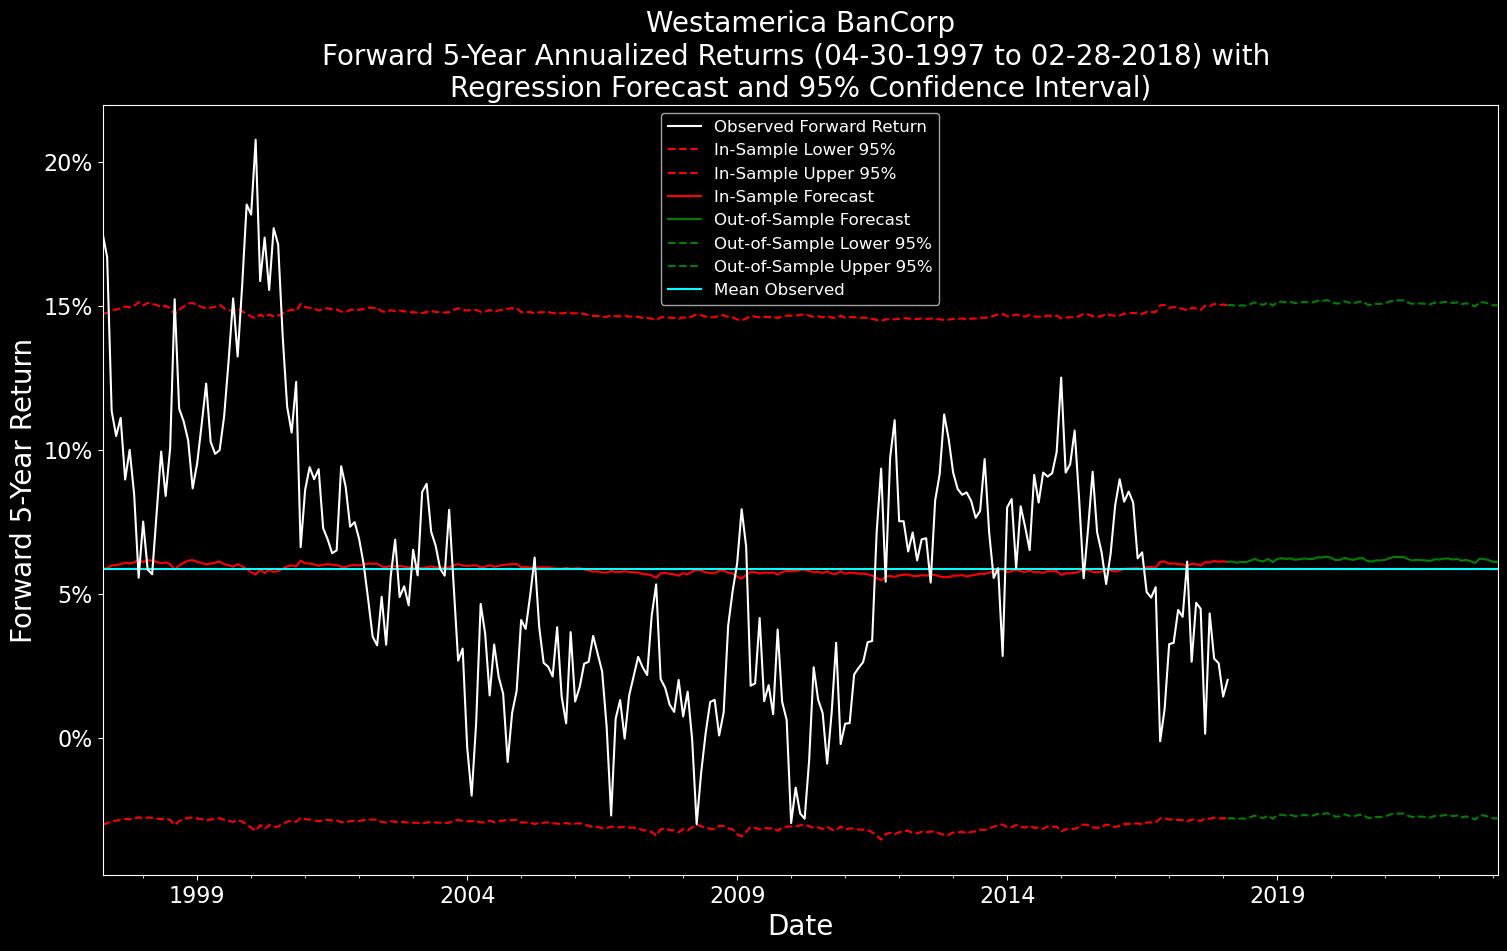 Westamerica BanCorp
Forward 5-Year Annualized Returns (04-30-1997 to 02-28-2018) with
Regression Forecast and 95% Confidence Interval)
Observed Forward Return
In-Sample Lower 95%
In-Sample Upper 95%
In-Sample Forecast
Out-of-Sample Forecast
Out-of-Sample Lower 95%
Out-of-Sample Upper 95%
Mean Observed
Forward 5-Year Return
20%
15%
10%
5%
0%
1999 2004 2009 2014 2019
Date